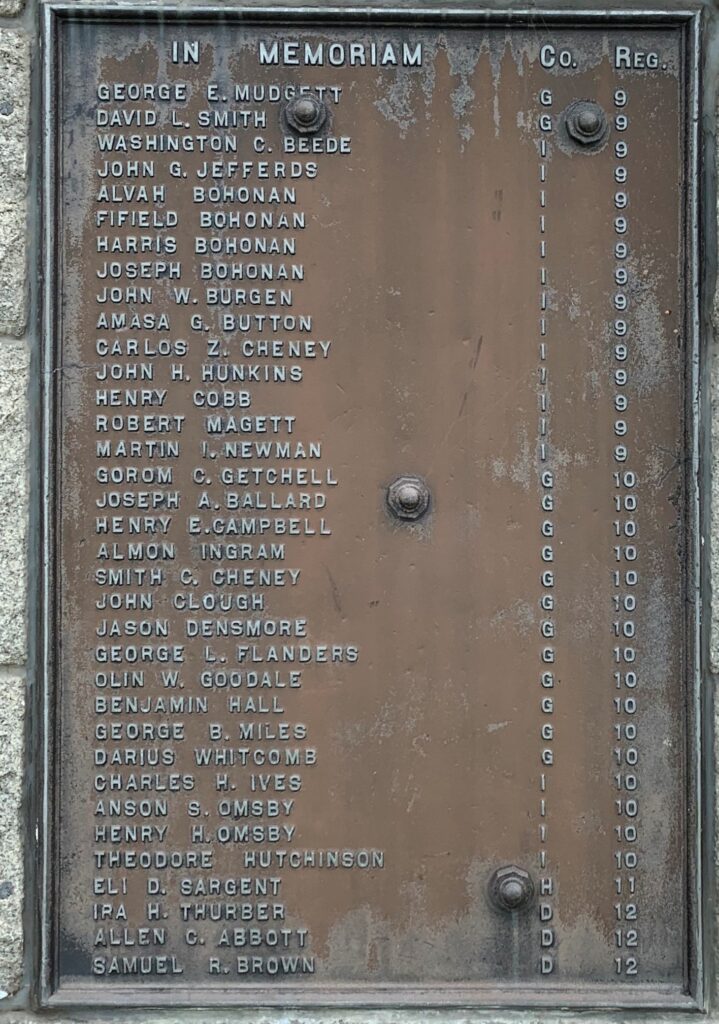 IN MEMORIAM CO. REG.
GEORGE E. MUDGETT G 9
DAVID L. SMITH G 9
WASHINGTON C. BEEDE I 9
JOHN G. JEFFERDS I 9
ALVAH BOHONAN I 9
FIFIELD BOHONAN I 9
HARRIS BOHONAN I 9
JOSEPH BOHONAN I 9
JOHN W. BURGEN I 9
AMASA G. BUTTON I 9
CARLOS Z. CHENEY I 9
JOHN H. HUNKINS I 9
HENRY COBB I 9
ROBERT MAGETT I 9
MARTIN I. NEWMAN I 9
GOROM C. GETCHELL G 10
JOSEPH A. BALLARD G 10
HENRY E. CAMPBELL G 10
ALMON INGRAM G 10
SMITH C. CHENEY G 10
JOHN CLOUGH G 10
JASON DENSMORE G 10
GEORGE L. FLANDERS G 10
OLIN W. GOODALE G 10
BENJAMIN HALL G 10
GEORGE B. MILES G 10
DARIUS WHITCOMB G 10
CHARLES H. IVES I 10
ANSON S. OMSBY I 10
HENRY H. OMSBY I 10
THEODORE HUTCHINSON I 10
ELI D. SARGENT H 11
IRA H. THURBER D 12
ALLEN C. ABBOTT D 12
SAMUEL R. BROWN D 12